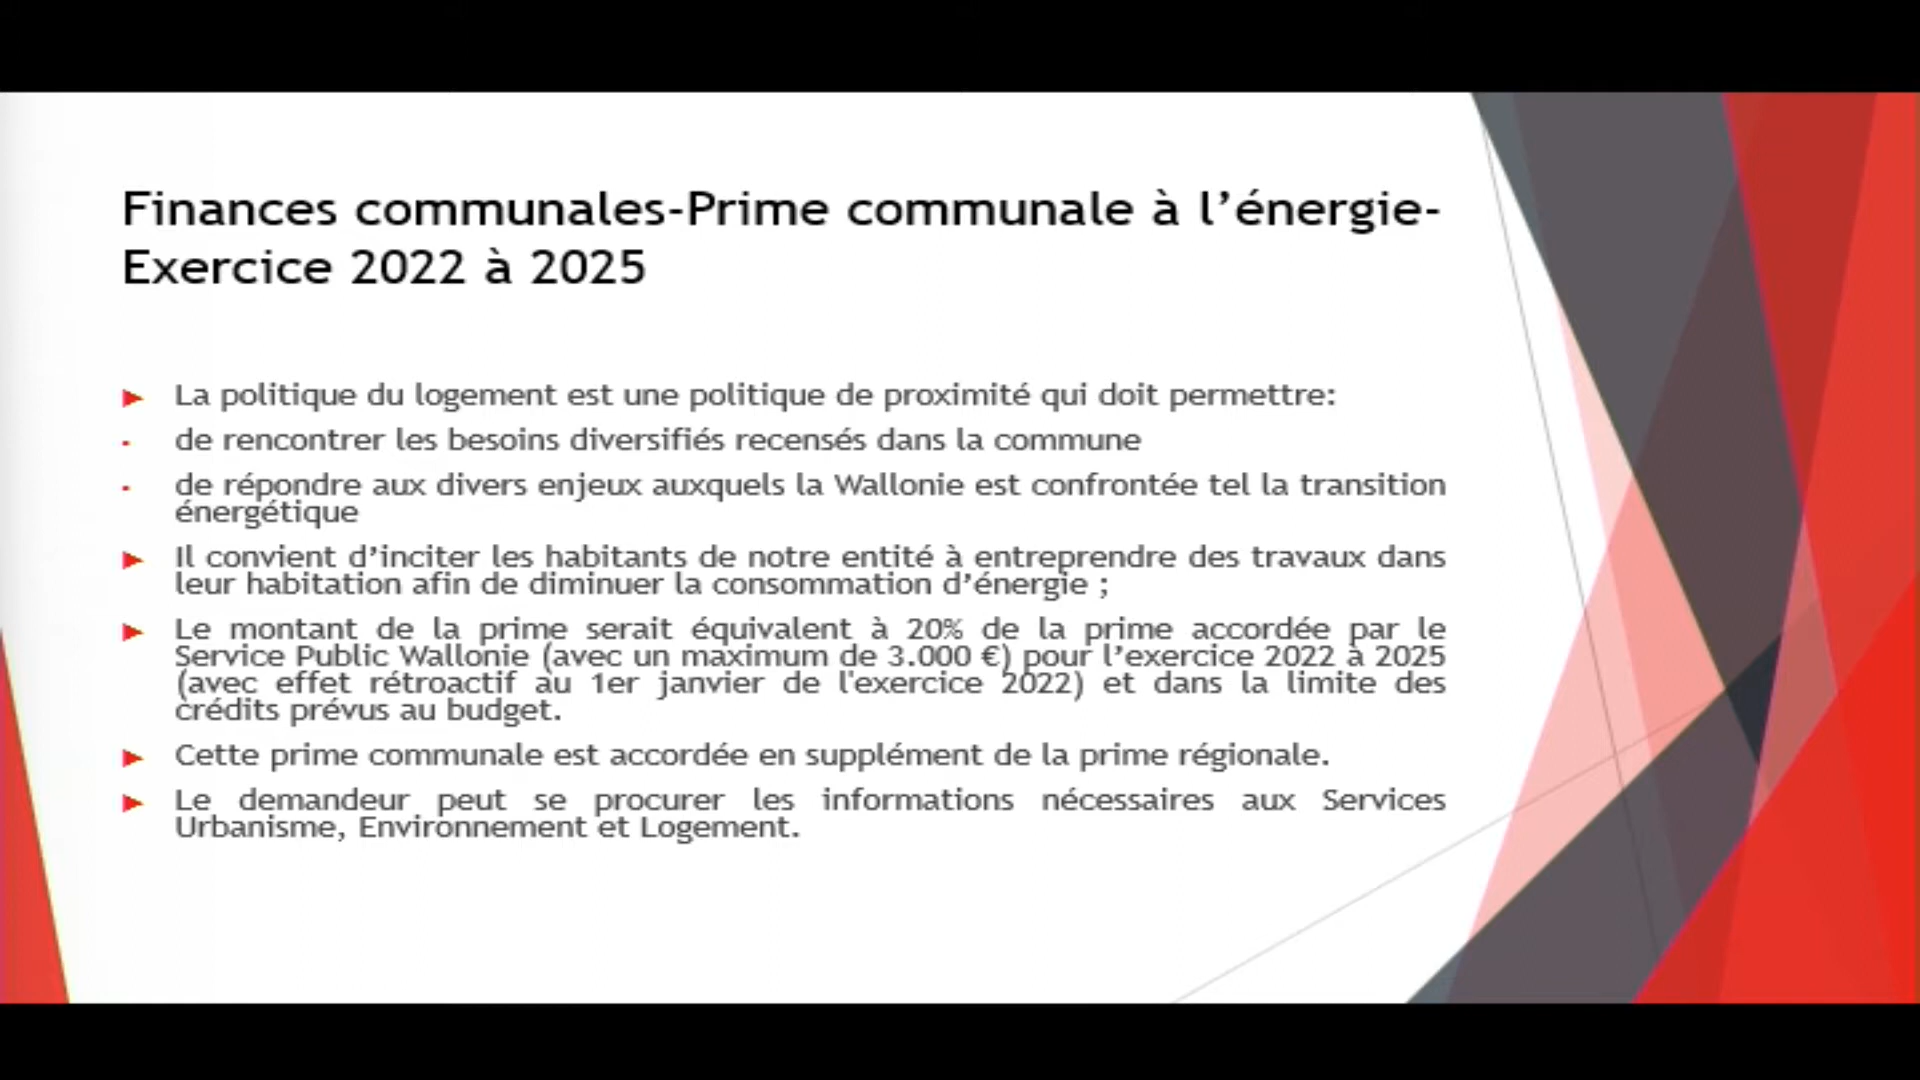 Finances communales-Prime communale à l’énergie-
Exercice 2022 à 2025
► La politique du logement est une politique de proximité qui doit permettre:
- de rencontrer les besoins diversifiés recensés dans la commune
- de répondre aux divers enjeux auxquels la Wallonie est confrontée tel la transition
énergétique
► Il convient d’inciter les habitants de notre entité à entreprendre des travaux dans
leur habitation afin de diminuer la consommation d’énergie ;
► Le montant de la prime serait équivalent à 20% de la prime accordée par le
Service Public Wallonie (avec un maximum de 3.000 €) pour l’exercice 2022 à 2025
(avec effet rétroactif au 1er janvier de l'exercice 2022) et dans la limite des
crédits prévus au budget.
► Cette prime communale est accordée en supplément de la prime régionale.
► Le demandeur peut se procurer les informations nécessaires aux Services
Urbanisme, Environnement et Logement.